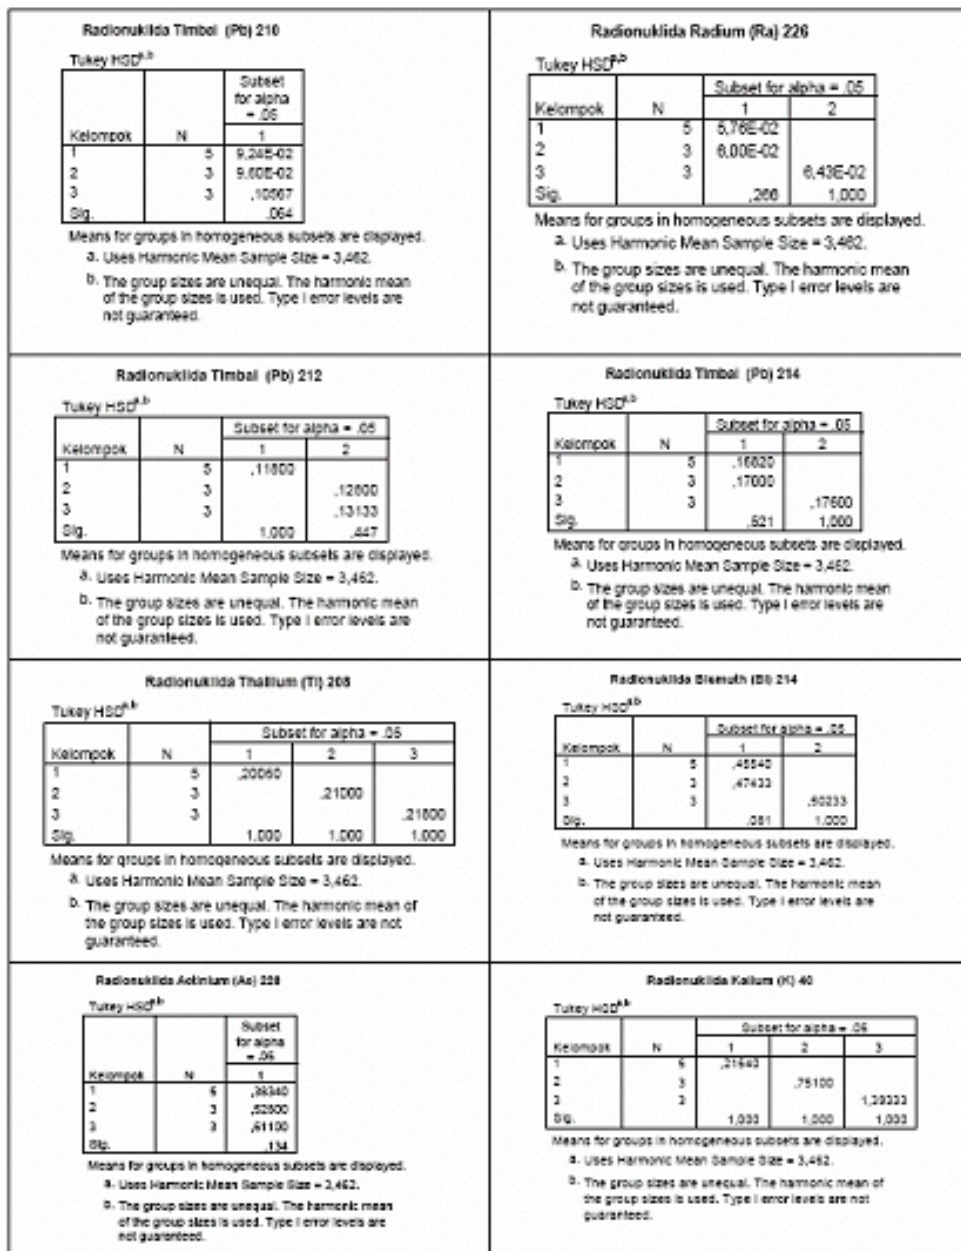 Radionuklida Timbal (Pb) 210
Tukey HSD a,b
Subset
for alpha
= .05
Kelompok N 1
1 5 9,24E-02
2 3 9,60E-02
3 3 ,10567
Sig. ,064
Means for groups in homogeneous subsets are displayed.
a. Uses Harmonic Mean Sample Size = 3,462.
b. The group sizes are unequal. The harmonic mean
of the group sizes is used. Type I error levels are
not guaranteed.
Radionuklida Radium (Ra) 226
Tukey HSD a,b
Subset for alpha = .05
Kelompok N 1 2
1 5 5,76E-02
2 3 6,00E-02
3 3 6,43E-02
Sig. ,266 1,000
Means for groups in homogeneous subsets are displayed.
a. Uses Harmonic Mean Sample Size = 3,462.
b. The group sizes are unequal. The harmonic mean
of the group sizes is used. Type I error levels are
not guaranteed.
Radionuklida Timbal (Pb) 212
Tukey HSD a,b
Subset for alpha = .05
Kelompok N 1 2
1 5 ,11800
2 3 ,12800
3 3 ,13133
Sig. 1,000 ,447
Means for groups in homogeneous subsets are displayed.
a. Uses Harmonic Mean Sample Size = 3,462.
b. The group sizes are unequal. The harmonic mean
of the group sizes is used. Type I error levels are
not guaranteed.
Radionuklida Timbal (Pb) 214
Tukey HSD a,b
Subset for alpha = .05
Kelompok N 1 2
1 5 ,16820
2 3 ,17000
3 3 ,17600
Sig. ,521 1,000
Means for groups in homogeneous subsets are displayed.
a. Uses Harmonic Mean Sample Size = 3,462.
b. The group sizes are unequal. The harmonic mean
of the group sizes is used. Type I error levels are
not guaranteed.
Radionuklida Thallium (Tl) 208
Tukey HSD a,b
Subset for alpha = .05
Kelompok N 1 2 3
1 5 ,20060
2 3 ,21000
3 3 ,21800
Sig. 1,000 1,000 1,000
Means for groups in homogeneous subsets are displayed.
a. Uses Harmonic Mean Sample Size = 3,462.
b. The group sizes are unequal. The harmonic mean of
the group sizes is used. Type I error levels are not
guaranteed.
Radionuklida Bismuth (Bi) 214
Tukey HSD a,b
Subset for alpha = .05
Kelompok N 1 2
1 5
2 3 ,47433
3 3 ,50233
Sig. ,081 1,000
Means for groups in homogeneous subsets are displayed.
a. Uses Harmonic Mean Sample Size = 3,462.
b. The group sizes are unequal. The harmonic mean
of the group sizes is used. Type I error levels are
not guaranteed.
Radionuklida Actinium (Ac) 228
Tukey HSD a,b
Subset
for alpha
= .05
Kelompok N 1
1 5
2 3
3 3 ,61100
Sig. ,134
Means for groups in homogeneous subsets are displayed.
a. Uses Harmonic Mean Sample Size = 3,462.
b. The group sizes are unequal. The harmonic mean
of the group sizes is used. Type I error levels are
not guaranteed.
Radionuklida Kalium (K) 40
Tukey HSD a,b
Subset for alpha = .05
Kelompok N 1 2 3
1 5 ,21640
2 3 ,75100
3 3
Sig. 1,000 1,000 1,000
Means for groups in homogeneous subsets are displayed.
a. Uses Harmonic Mean Sample Size = 3,462.
b. The group sizes are unequal. The harmonic mean of
the group sizes is used. Type I error levels are not
guaranteed.